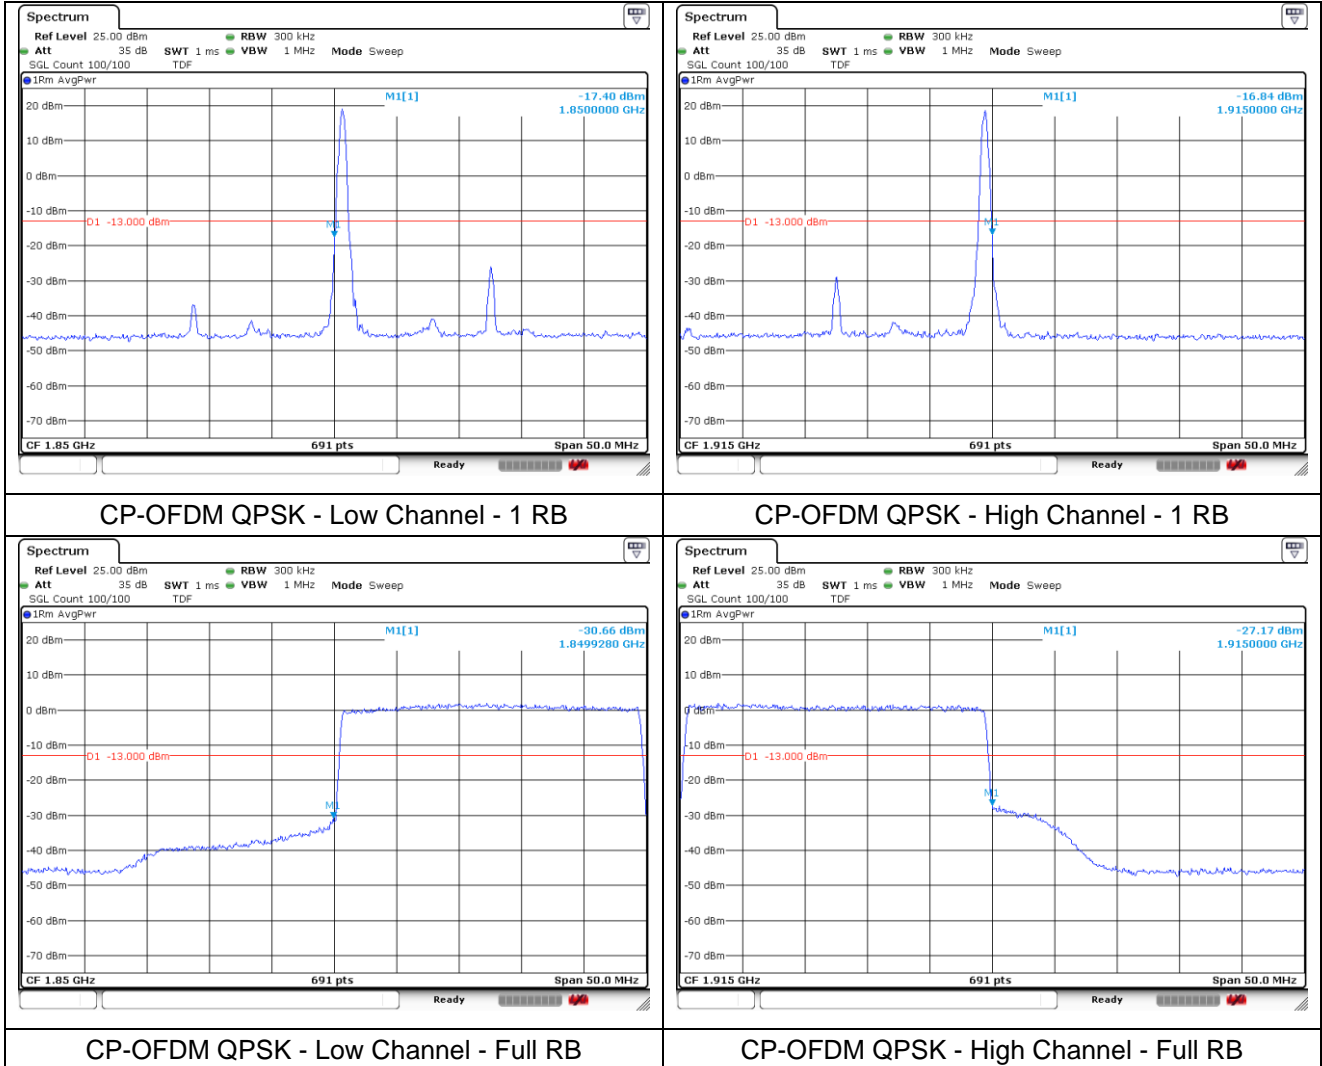 Spectrum
Ref Level 25.00 dBm RBW 300 kHz
Att 35 dB SWT 1 ms VBW 1 MHz Mode Sweep
SGL Count 100/100 TDF
1Rm AvgPwr
M1[1] -17.40 dBm
1.8500000 GHz
20 dBm
10 dBm
0 dBm
-10 dBm
D1 -13.000 dBm
M1
-20 dBm
-30 dBm
-40 dBm
-50 dBm
-60 dBm
-70 dBm
CF 1.85 GHz 691 pts Span 50.0 MHz
Ready
CP-OFDM QPSK - Low Channel - 1 RB
Spectrum
Ref Level 25.00 dBm RBW 300 kHz
Att 35 dB SWT 1 ms VBW 1 MHz Mode Sweep
SGL Count 100/100 TDF
1Rm AvgPwr
M1[1] -16.84 dBm
1.9150000 GHz
20 dBm
10 dBm
0 dBm
-10 dBm
D1 -13.000 dBm
M1
-20 dBm
-30 dBm
-40 dBm
-50 dBm
-60 dBm
-70 dBm
CF 1.915 GHz 691 pts Span 50.0 MHz
Ready
CP-OFDM QPSK - High Channel - 1 RB
Spectrum
Ref Level 25.00 dBm RBW 300 kHz
Att 35 dB SWT 1 ms VBW 1 MHz Mode Sweep
SGL Count 100/100 TDF
1Rm AvgPwr
M1[1] -30.66 dBm
1.8499280 GHz
20 dBm
10 dBm
0 dBm
-10 dBm
D1 -13.000 dBm
-20 dBm
M1
-30 dBm
-40 dBm
-50 dBm
-60 dBm
-70 dBm
CF 1.85 GHz 691 pts Span 50.0 MHz
Ready
CP-OFDM QPSK - Low Channel - Full RB
Spectrum
Ref Level 25.00 dBm RBW 300 kHz
Att 35 dB SWT 1 ms VBW 1 MHz Mode Sweep
SGL Count 100/100 TDF
1Rm AvgPwr
M1[1] -27.17 dBm
1.9150000 GHz
20 dBm
10 dBm
0 dBm
-10 dBm
D1 -13.000 dBm
-20 dBm
M1
-30 dBm
-40 dBm
-50 dBm
-60 dBm
-70 dBm
CF 1.915 GHz 691 pts Span 50.0 MHz
Ready
CP-OFDM QPSK - High Channel - Full RB